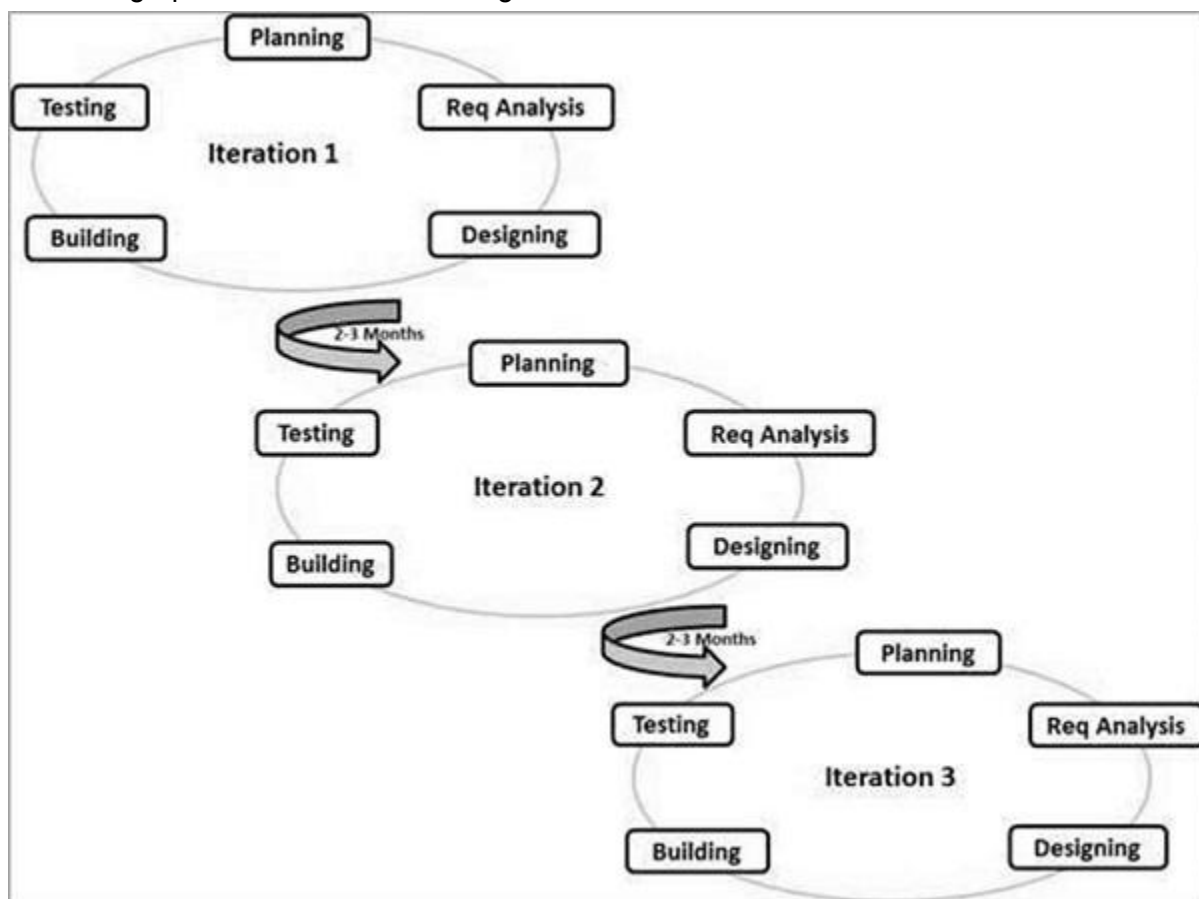 Planning
Testing
Req Analysis
Iteration 1
Building
Designing
2-3 Months
Planning
Testing
Req Analysis
Iteration 2
Building
Designing
2-3 Months
Planning
Testing
Req Analysis
Iteration 3
Building
Designing